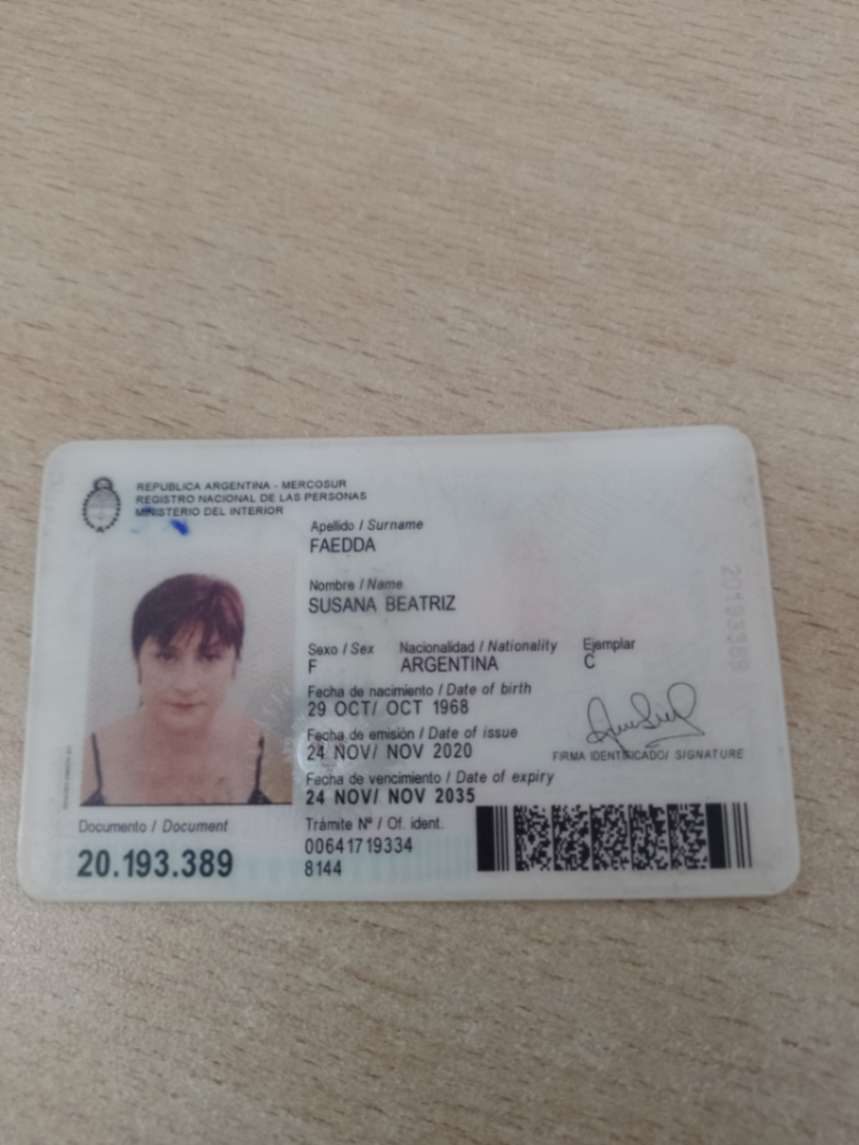 REPUBLICA ARGENTINA - MERCOSUR
REGISTRO NACIONAL DE LAS PERSONAS
MINISTERIO DEL INTERIOR
Apellido / Surname
FAEDDA
Nombre / Name
SUSANA BEATRIZ
Sexo / Sex Nacionalidad / Nationality Ejemplar
F ARGENTINA C
Fecha de nacimiento / Date of birth
29 OCT/ OCT 1968
Fecha de emisión / Date of issue
24 NOV/ NOV 2020
FIRMA IDENTIFICADO/ SIGNATURE
Fecha de vencimiento / Date of expiry
24 NOV/ NOV 2035
Documento / Document
20.193.389
Trámite Nº / Of. ident.
00641719334
8144
20193389